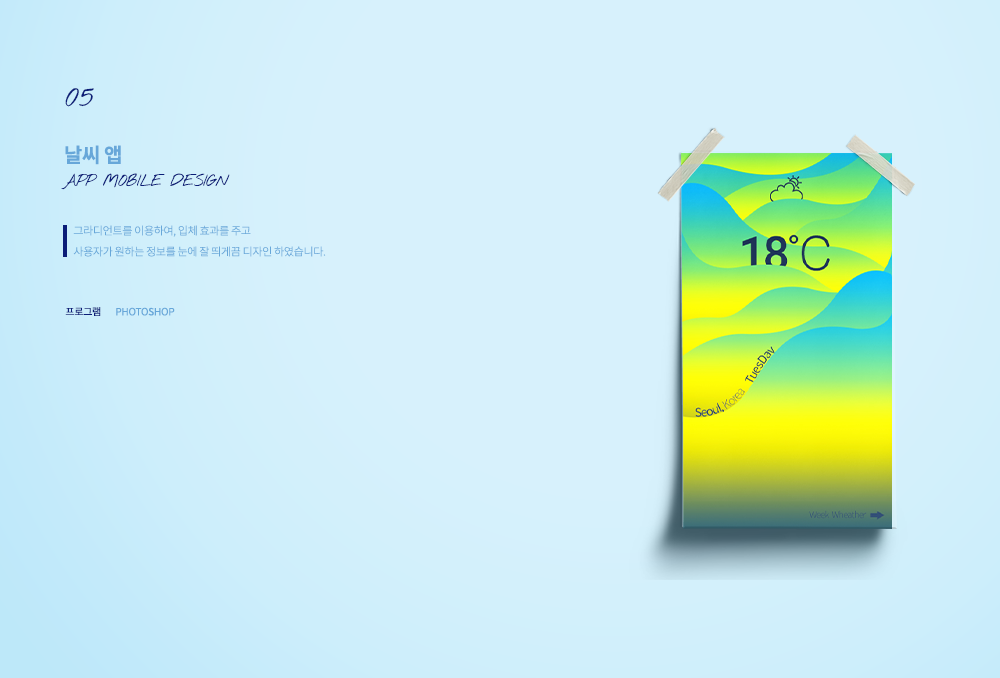 05
날씨 앱
APP MOBILE DESIGN
그라디언트를 이용하여, 입체 효과를 주고
사용자가 원하는 정보를 눈에 잘 띄게끔 디자인 하였습니다.
프로그램 PHOTOSHOP
18°C
Seoul, Korea TuesDay
Week Wheather